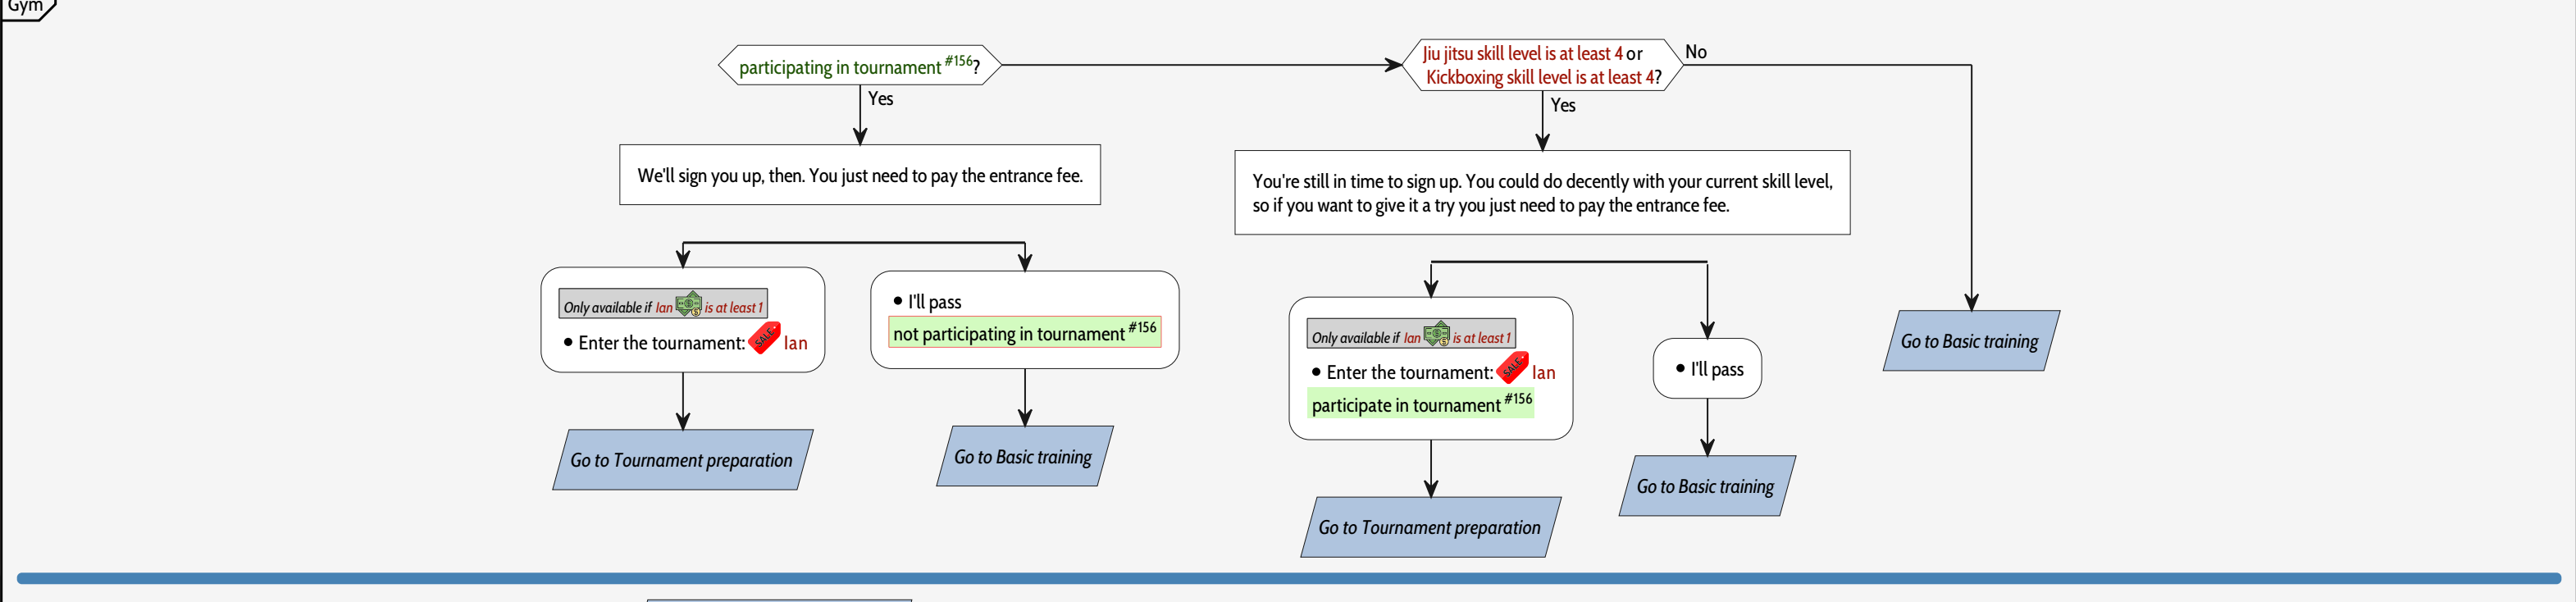 Gym
participating in tournament #156?
Yes
We'll sign you up, then. You just need to pay the entrance fee.
Only available if Ian is at least 1
• Enter the tournament: SALE Ian
Go to Tournament preparation
• I'll pass
not participating in tournament #156
Go to Basic training
Jiu jitsu skill level is at least 4 or
Kickboxing skill level is at least 4?
Yes
You're still in time to sign up. You could do decently with your current skill level,
so if you want to give it a try you just need to pay the entrance fee.
Only available if Ian is at least 1
• Enter the tournament: SALE Ian
participate in tournament #156
Go to Tournament preparation
• I'll pass
Go to Basic training
No
Go to Basic training